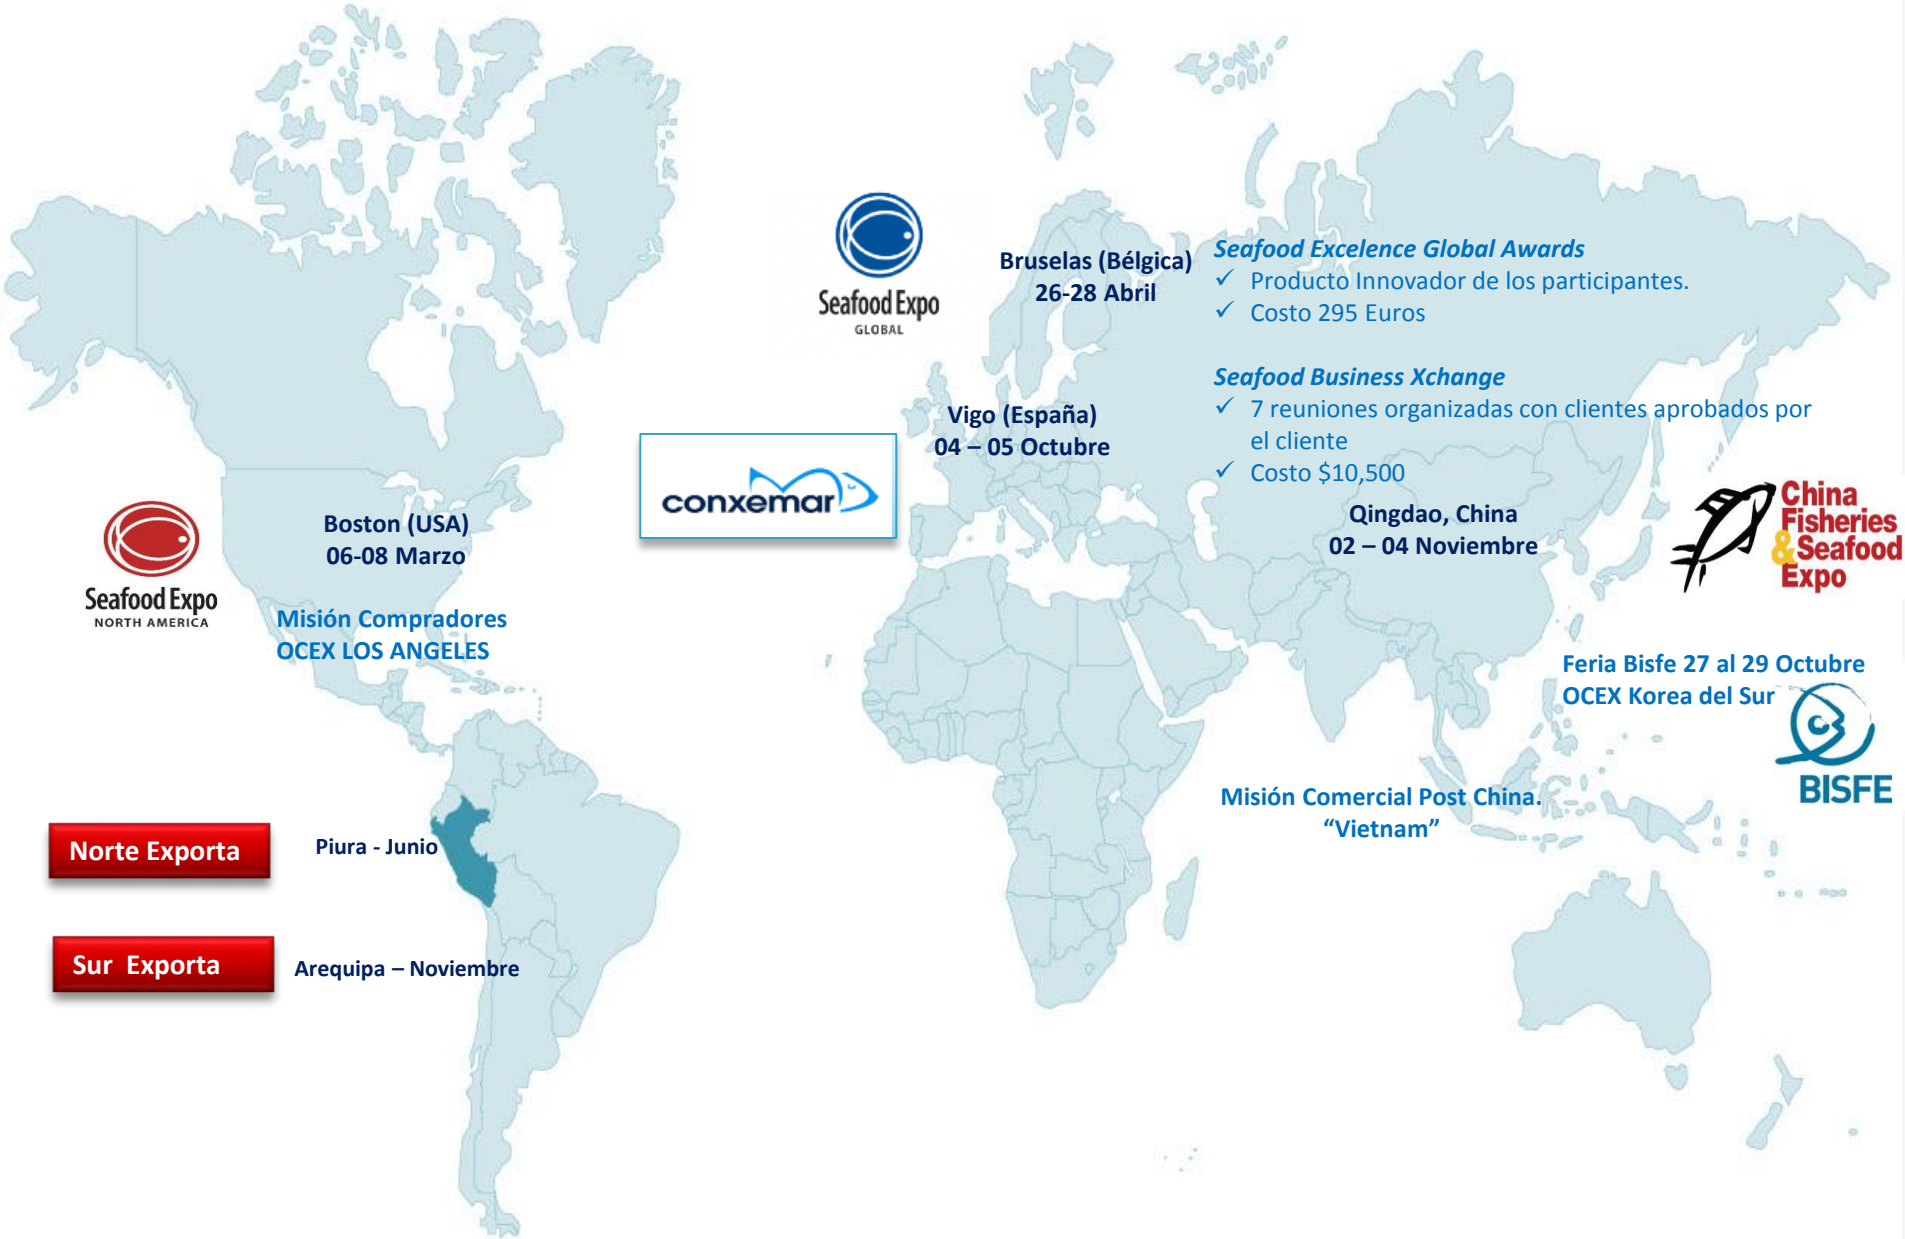 Seafood Expo
GLOBAL
Bruselas (Bélgica)
26-28 Abril
Seafood Excelence Global Awards
✓ Producto Innovador de los participantes.
✓ Costo 295 Euros
Seafood Business Xchange
✓ 7 reuniones organizadas con clientes aprobados por
el cliente
✓ Costo $10,500
Vigo (España)
04 – 05 Octubre
conxemar
Seafood Expo
NORTH AMERICA
Boston (USA)
06-08 Marzo
Misión Compradores
OCEX LOS ANGELES
Qingdao, China
02 – 04 Noviembre
China
Fisheries
& Seafood
Expo
Feria Bisfe 27 al 29 Octubre
OCEX Korea del Sur
BISFE
Misión Comercial Post China.
“Vietnam”
Norte Exporta
Piura - Junio
Sur Exporta
Arequipa – Noviembre